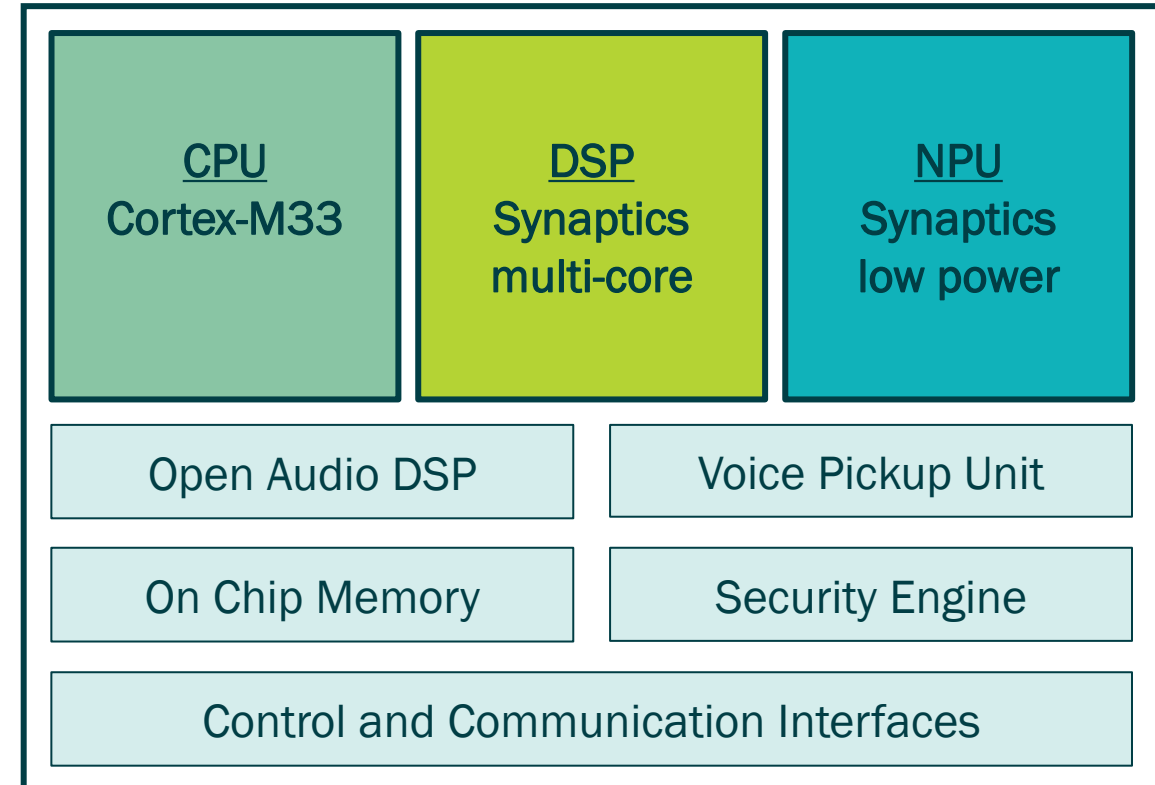 CPU
Cortex-M33
DSP
Synaptics
multi-core
NPU
Synaptics
low power
Open Audio DSP
Voice Pickup Unit
On Chip Memory
Security Engine
Control and Communication Interfaces